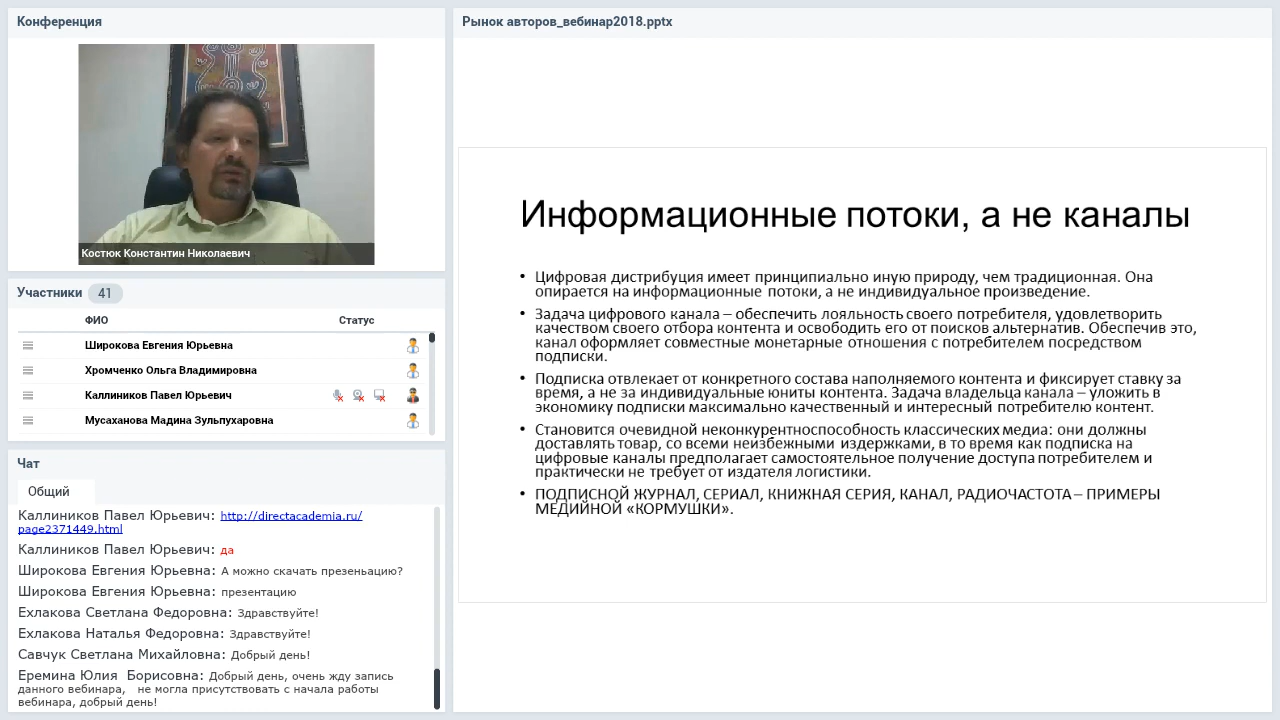 Конференция
Костюк Константин Николаевич
Участники 41
ФИО Статус
Широкова Евгения Юрьевна
Хромченко Ольга Владимировна
Каллиников Павел Юрьевич
Мусаханова Мадина Зульпухаровна
Чат
Общий
Каллиников Павел Юрьевич: http://directacademia.ru/
page2371449.html
Каллиников Павел Юрьевич: да
Широкова Евгения Юрьевна: А можно скачать презеньацию?
Широкова Евгения Юрьевна: презентацию
Ехлакова Светлана Федоровна: Здравствуйте!
Ехлакова Наталья Федоровна: Здравствуйте!
Савчук Светлана Михайловна: Добрый день!
Еремина Юлия Борисовна: Добрый день, очень жду запись
данного вебинара, не могла присутствовать с начала работы
вебинара, добрый день!
Рынок авторов_вебинар2018.pptx
Информационные потоки, а не каналы
• Цифровая дистрибуция имеет принципиально иную природу, чем традиционная. Она
опирается на информационные потоки, а не индивидуальное произведение.
• Задача цифрового канала – обеспечить лояльность своего потребителя, удовлетворить
качеством своего отбора контента и освободить его от поисков альтернатив. Обеспечив это,
канал оформляет совместные монетарные отношения с потребителем посредством
подписки.
• Подписка отвлекает от конкретного состава наполняемого контента и фиксирует ставку за
время, а не за индивидуальные юниты контента. Задача владельца канала – уложить в
экономику подписки максимально качественный и интересный потребителю контент.
• Становится очевидной неконкурентноспособность классических медиа: они должны
доставлять товар, со всеми неизбежными издержками, в то время как подписка на
цифровые каналы предполагает самостоятельное получение доступа потребителем и
практически не требует от издателя логистики.
• ПОДПИСНОЙ ЖУРНАЛ, СЕРИАЛ, КНИЖНАЯ СЕРИЯ, КАНАЛ, РАДИОЧАСТОТА – ПРИМЕРЫ
МЕДИЙНОЙ «КОРМУШКИ».